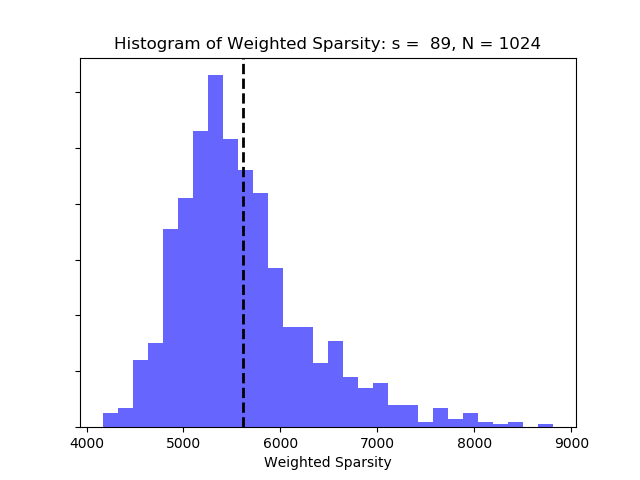 Histogram of Weighted Sparsity: s =  89, N = 1024
4000 5000 6000 7000 8000 9000
Weighted Sparsity